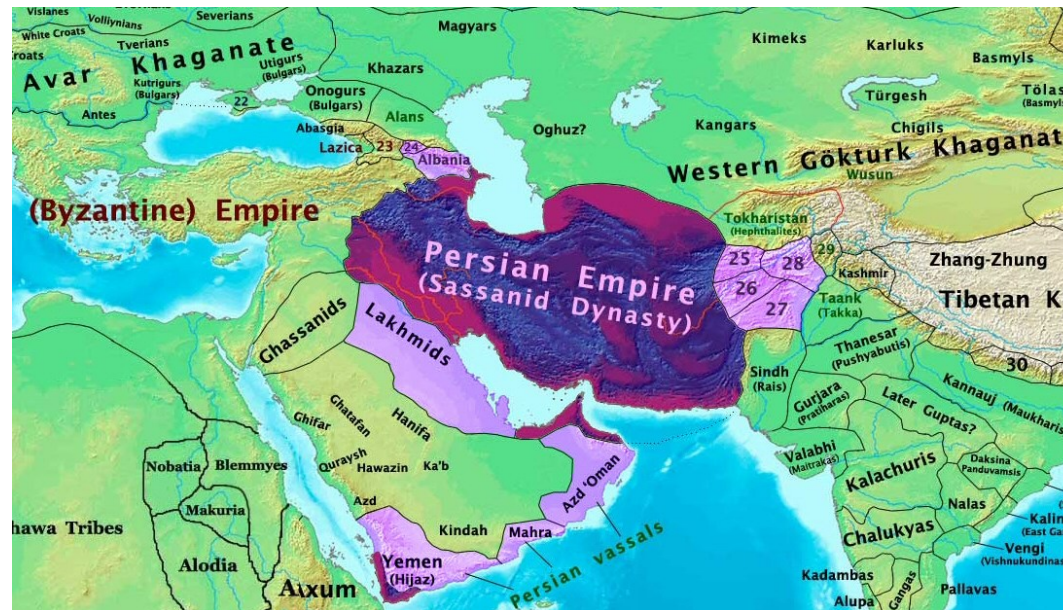 Vislanes
Volliynians
Severians
White Croats
Tverians
Croats
Avar Khaganate
Kutrigurs
(Bulgars)
Utigurs
(Bulgars)
Antes
22
Magyars
Khazars
Onogurs
(Bulgars)
Alans
Abasgia
Lazica
23
24
Albania
Oghuz?
Kangars
Kimeks
Karluks
Basmyls
Türgesh
Tölas
(Basmyls
Chigils
Western Gökturk Khaganat
Wusun
(Byzantine) Empire
Persian Empire
(Sassanid Dynasty)
Tokharistan
(Hephthalites)
29
25
28
26
27
Kashmir
Zhang-Zhung
Taank
(Takka)
Tibetan K
Ghassanids
Lakhmids
Thanesar
(Pushyabutis)
30
Sindh
(Rais)
Kannauj (Maukharis
Gurjara
(Pratiharas)
Later Guptas?
Ghifar
Ghatafan
Hanifa
Quraysh
Hawazin
Ka'b
Azd
Kindah
Mahra
Azd 'Oman
Yemen
(Hijaz)
Persian vassals
Nobatia
Blemmyes
Makuria
hawa Tribes
Alodia
Axum
Valabhi
(Maitrakas)
Kalachuris
Daksina
Panduvamsis
Nalas
Chalukyas
Kalin
(East Ga
Vengi
(Vishnukundinas
Kadambas
Alupa
Gangas
Pallavas